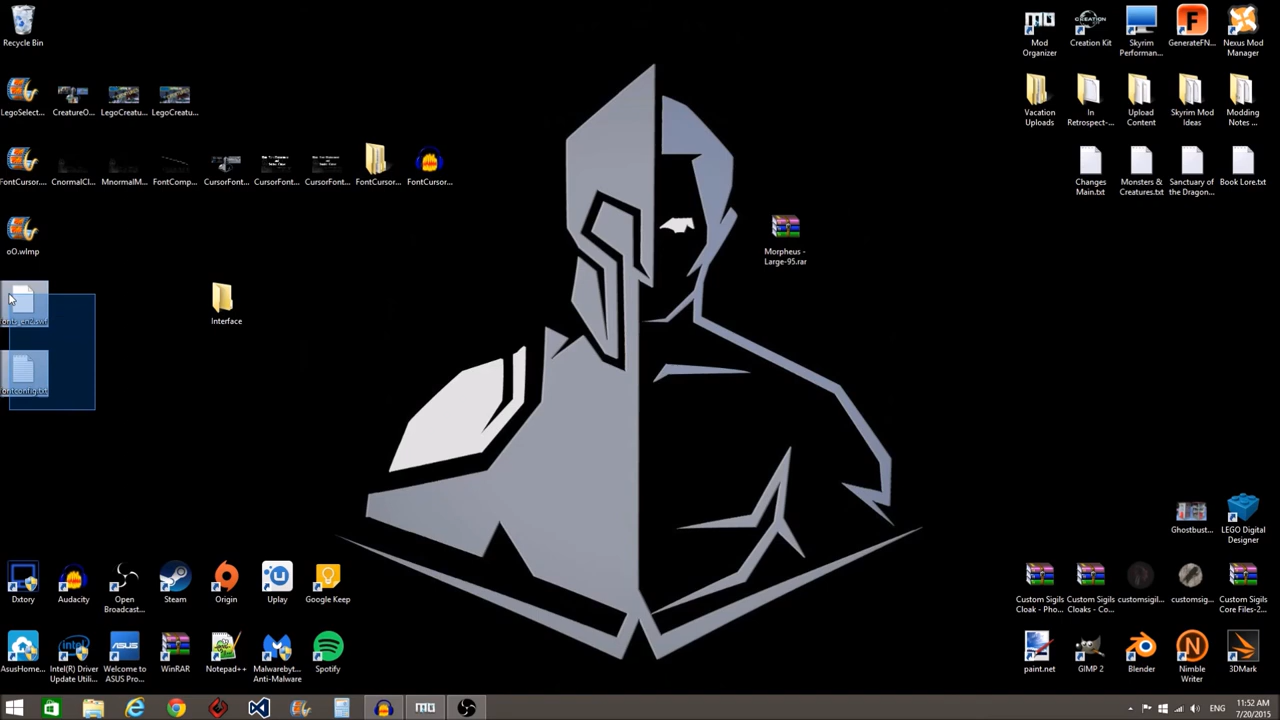 Recycle Bin
Mod
Organizer
Creation Kit
Skyrim
Performan...
GenerateFN...
Nexus Mod
Manager
LegoSelect...
CreatureO...
LegoCreatu...
LegoCreatu...
Vacation
Uploads
In
Retrospect-...
Upload
Content
Skyrim Mod
Ideas
Modding
Notes ...
FontCursor...
CnormalCl...
MnormalM...
FontComp...
CursorFont...
CursorFont...
CursorFont...
FontCursor...
FontCursor...
Changes
Main.txt
Monsters &
Creatures.txt
Sanctuary of
the Dragon...
Book Lore.txt
oO.wlmp
Morpheus -
Large-95.rar
fonts_en2.swf
Interface
fontconfig.txt
Ghostbust...
LEGO Digital
Designer
Dxtory
Audacity
Open
Broadcast...
Steam
Origin
Uplay
Google Keep
Custom Sigils
Cloak - Pho...
Custom Sigils
Cloaks - Co...
customsigil...
customsig...
Custom Sigils
Core Files-2...
AsusHome...
Intel(R) Driver
Update Utili...
Welcome to
ASUS Pro...
WinRAR
Notepad++
Malwarebyt...
Anti-Malware
Spotify
paint.net
GIMP 2
Blender
Nimble
Writer
3DMark
ENG
11:52 AM
7/20/2015